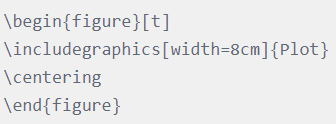 \begin{figure}[t]
\includegraphics[width=8cm]{Plot}
\centering
\end{figure}